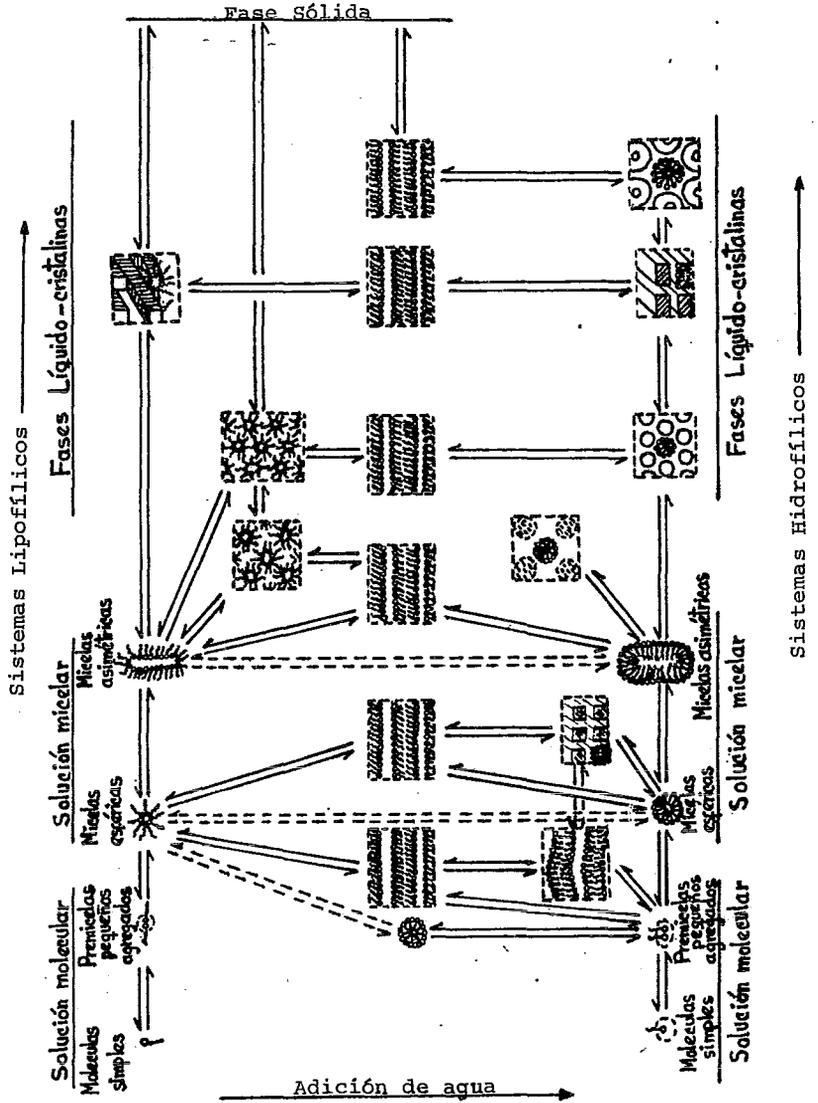 Fase Sólida
Sistemas Lipofílicos
Fases Líquido-cristalinas
Solución micelar
Micelas
asimétricas
Micelas
esféricas
Solución molecular
Premicelas
pequeños
agregados
Moleculas
simples
Adición de agua
Fases Líquido-cristalinas
Solución micelar
Micelas asimétricas
Micelas
esféricas
Solución molecular
Premicelas
pequeños
agregados
Moleculas
simples
Sistemas Hidrofílicos